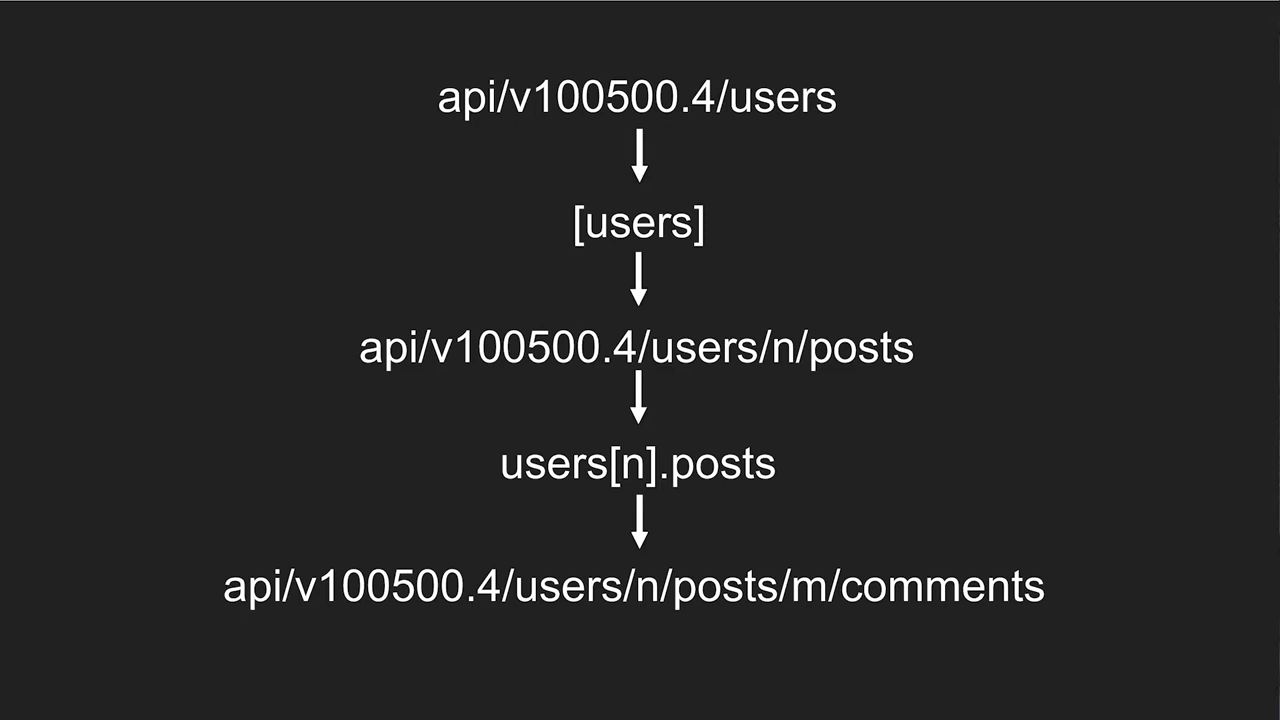 api/v100500.4/users
[users]
api/v100500.4/users/n/posts
users[n].posts
api/v100500.4/users/n/posts/m/comments